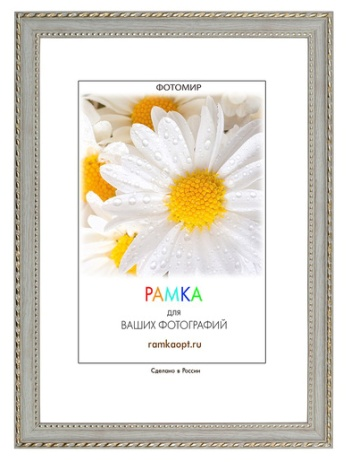 ФОТОМИР
РАМКА
для
ВАШИХ ФОТОГРАФИЙ
ramkaopt.ru
Сделано в России